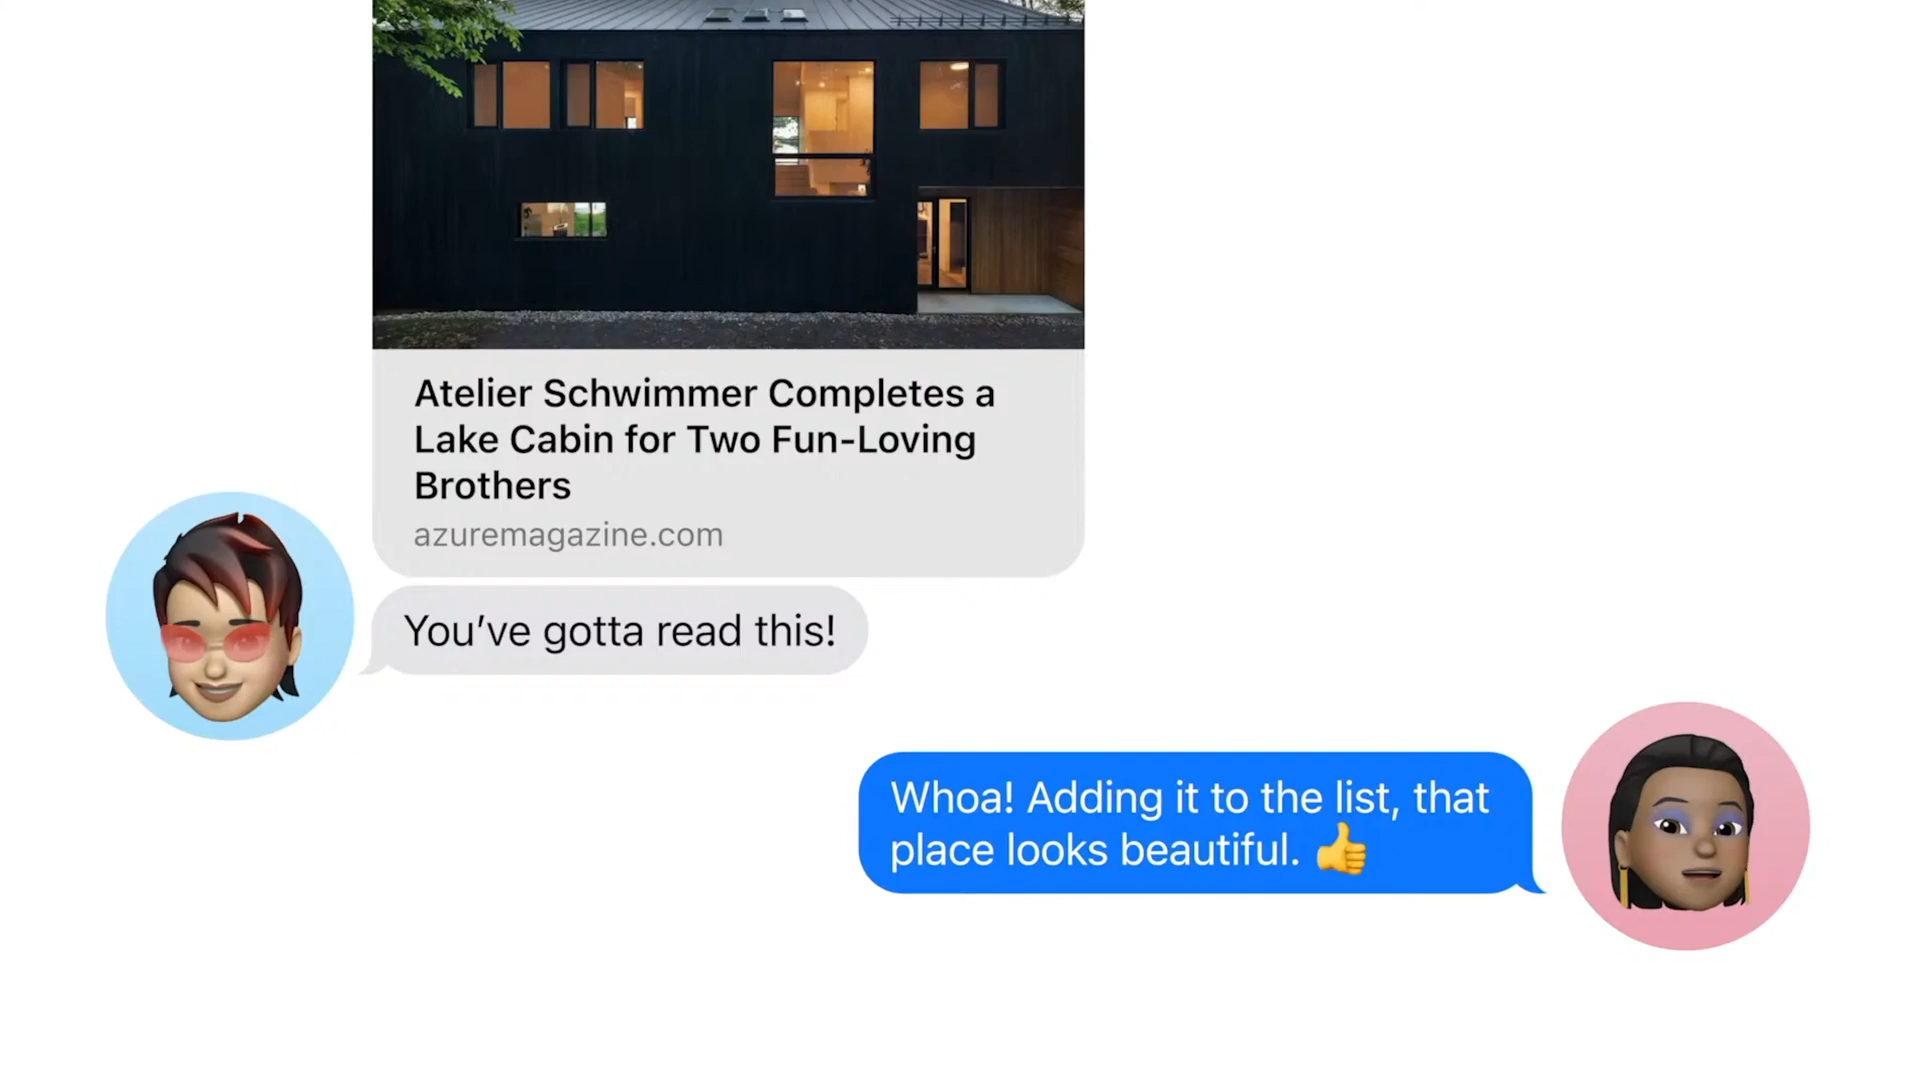 Atelier Schwimmer Completes a
Lake Cabin for Two Fun-Loving
Brothers
azuremagazine.com
You’ve gotta read this!
Whoa! Adding it to the list, that
place looks beautiful. 👍